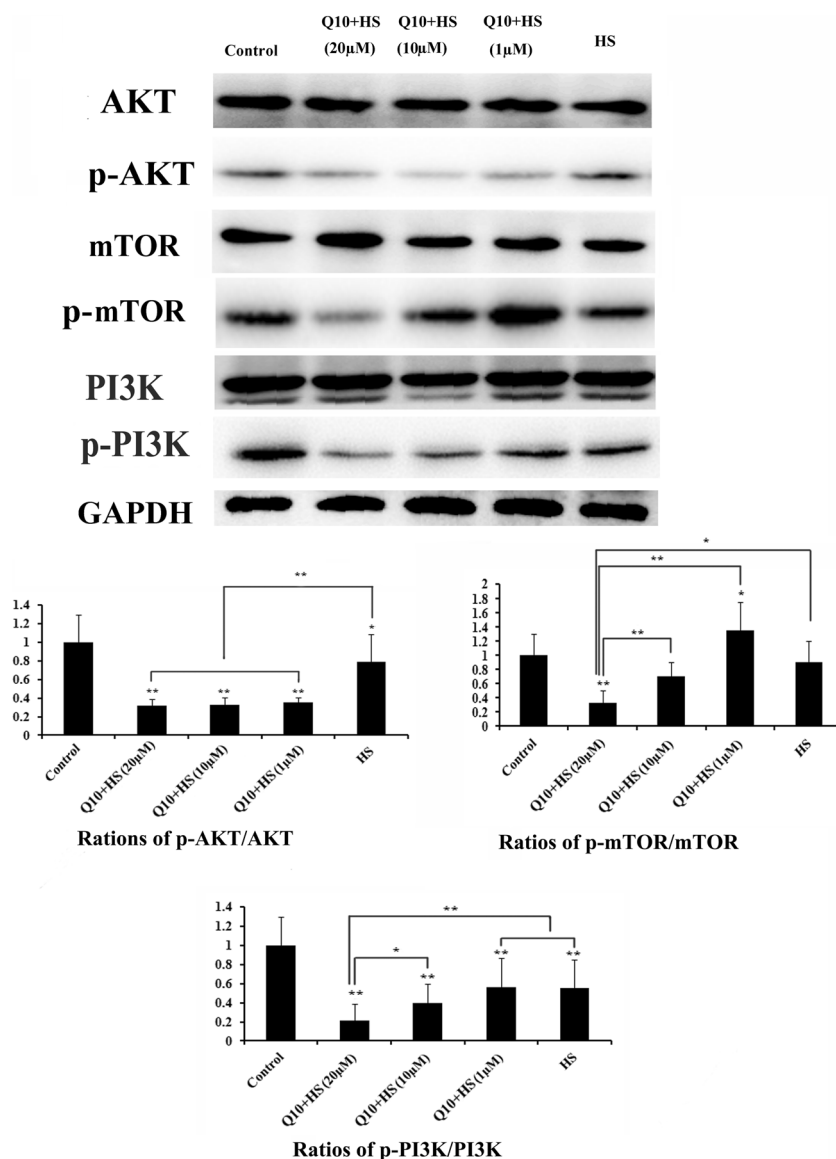 Control Q10+HS (20µM) Q10+HS (10µM) Q10+HS (1µM) HS
AKT
p-AKT
mTOR
p-mTOR
PI3K
p-PI3K
GAPDH
**
*
**
**
**
1.4
1.2
1
0.8
0.6
0.4
0.2
0
Control
Q10+HS (20µM)
Q10+HS (10µM)
Q10+HS (1µM)
HS
Rations of p-AKT/AKT
*
**
*
**
**
2
1.8
1.6
1.4
1.2
1
0.8
0.6
0.4
0.2
0
Control
Q10+HS (20µM)
Q10+HS (10µM)
Q10+HS (1µM)
HS
Ratios of p-mTOR/mTOR
**
*
**
**
**
**
1.4
1.2
1
0.8
0.6
0.4
0.2
0
Control
Q10+HS (20µM)
Q10+HS (10µM)
Q10+HS (1µM)
HS
Ratios of p-PI3K/PI3K